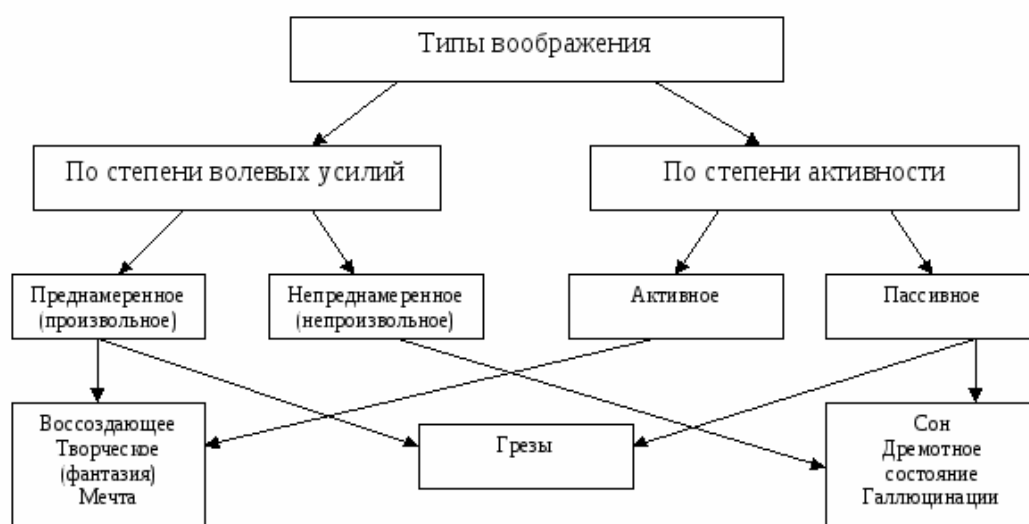 Типы воображения
По степени волевых усилий
По степени активности
Преднамеренное
(произвольное)
Непреднамеренное
(непроизвольное)
Активное
Пассивное
Воссоздающее
Творческое
(фантазия)
Мечта
Грезы
Сон
Дремотное
состояние
Галлюцинации